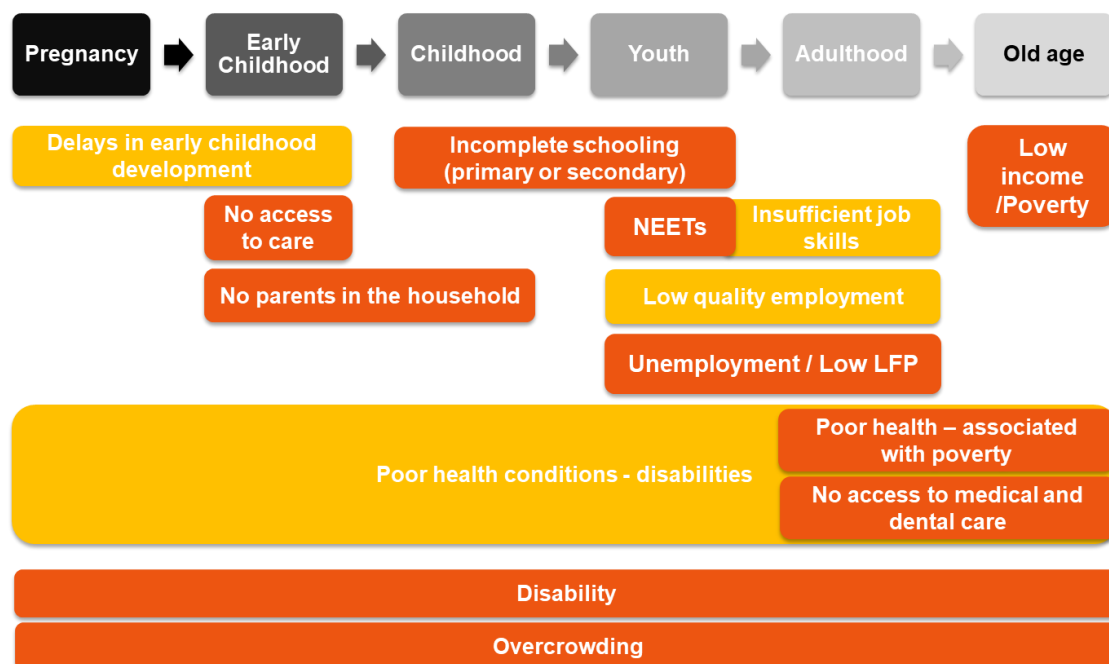 Pregnancy
Early
Childhood
Childhood
Youth
Adulthood
Old age
Delays in early childhood
development
Incomplete schooling
(primary or secondary)
Low
income
/Poverty
No access
to care
NEETs
Insufficient job
skills
No parents in the household
Low quality employment
Unemployment / Low LFP
Poor health – associated
with poverty
Poor health conditions - disabilities
No access to medical and
dental care
Disability
Overcrowding